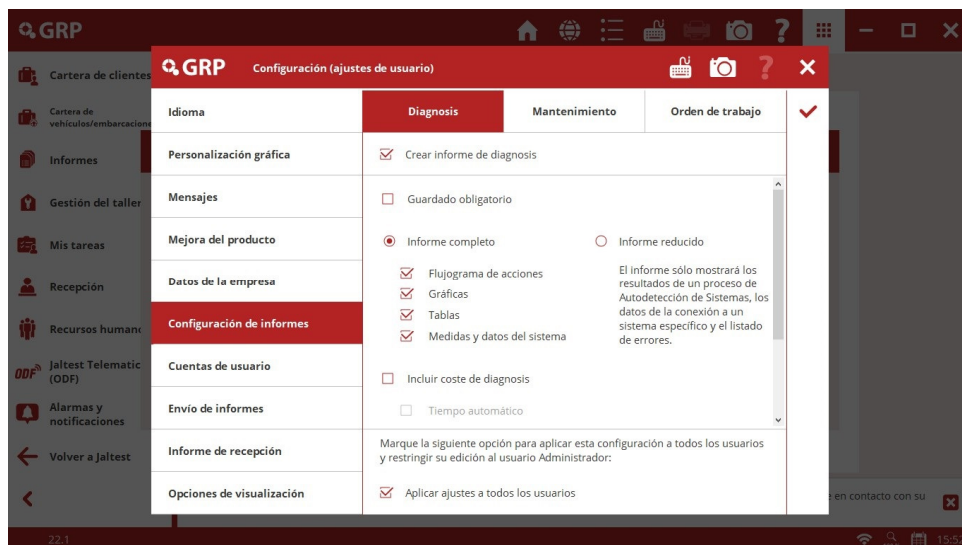 GRP
Cartera de clientes
Cartera de
vehículos/embarcacione
Informes
Gestión del taller
Mis tareas
Recepción
Recursos humano
ODF
Jaltest Telematic
(ODF)
Alarmas y
notificaciones
Volver a Jaltest
22.1
GRP
Configuración (ajustes de usuario)
Idioma
Personalización gráfica
Mensajes
Mejora del producto
Datos de la empresa
Configuración de informes
Cuentas de usuario
Envío de informes
Informe de recepción
Opciones de visualización
Diagnosis
Mantenimiento
Orden de trabajo
Crear informe de diagnosis
Guardado obligatorio
Informe completo
Flujograma de acciones
Gráficas
Tablas
Medidas y datos del sistema
Informe reducido
El informe sólo mostrará los
resultados de un proceso de
Autodetección de Sistemas, los
datos de la conexión a un
sistema específico y el listado
de errores.
Incluir coste de diagnosis
Tiempo automático
Marque la siguiente opción para aplicar esta configuración a todos los usuarios
y restringir su edición al usuario Administrador:
Aplicar ajustes a todos los usuarios
e en contacto con su
15:52